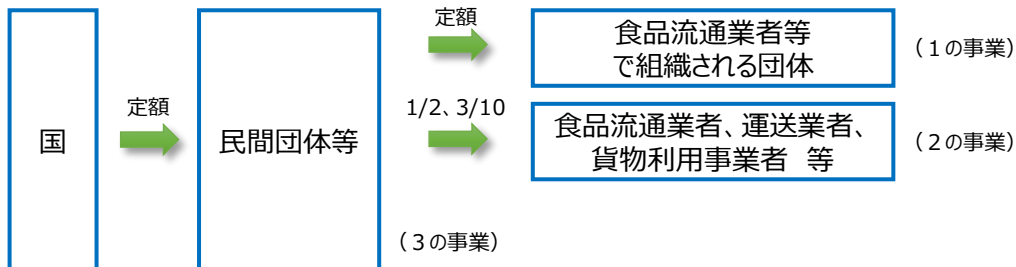 国
定額
民間団体等
定額
食品流通業者等
で組織される団体
（１の事業）
1/2、3/10
食品流通業者、運送業者、
貨物利用事業者　等
（２の事業）
（３の事業）